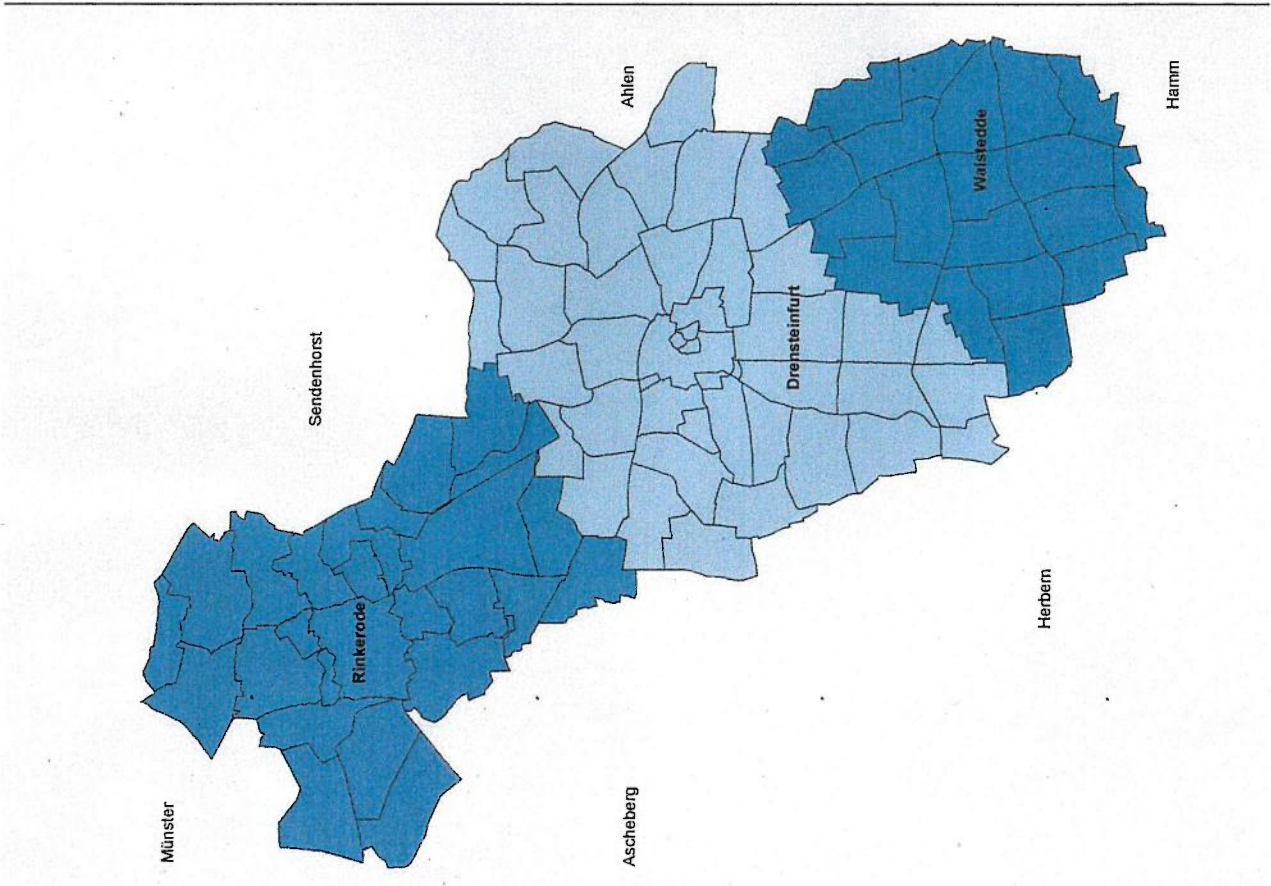 Münster
Sendenhorst
Ahlen
Rinkerode
Drensteinfurt
Walstedde
Ascheberg
Herbern
Hamm